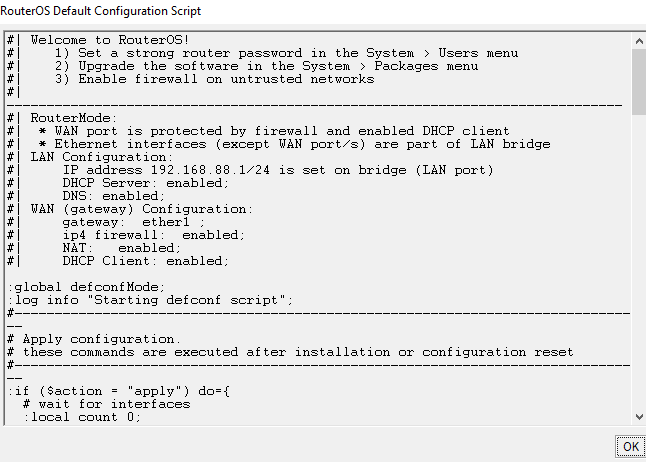 RouterOS Default Configuration Script
#| Welcome to RouterOS!
#|    1) Set a strong router password in the System > Users menu
#|    2) Upgrade the software in the System > Packages menu
#|    3) Enable firewall on untrusted networks
#|
-------------------------------------------------------------------------------
#| RouterMode:
#|  * WAN port is protected by firewall and enabled DHCP client
#|  * Ethernet interfaces (except WAN port/s) are part of LAN bridge
#| LAN Configuration:
#|     IP address 192.168.88.1/24 is set on bridge (LAN port)
#|     DHCP Server: enabled;
#|     DNS: enabled;
#| WAN (gateway) Configuration:
#|     gateway:  ether1 ;
#|     ip4 firewall:  enabled;
#|     NAT:   enabled;
#|     DHCP Client: enabled;
:global defconfMode;
:log info "Starting defconf script";
#-------------------------------------------------------------------------------
--
# Apply configuration.
# these commands are executed after installation or configuration reset
#-------------------------------------------------------------------------------
--
:if ($action = "apply") do={
  # wait for interfaces
  :local count 0;
OK